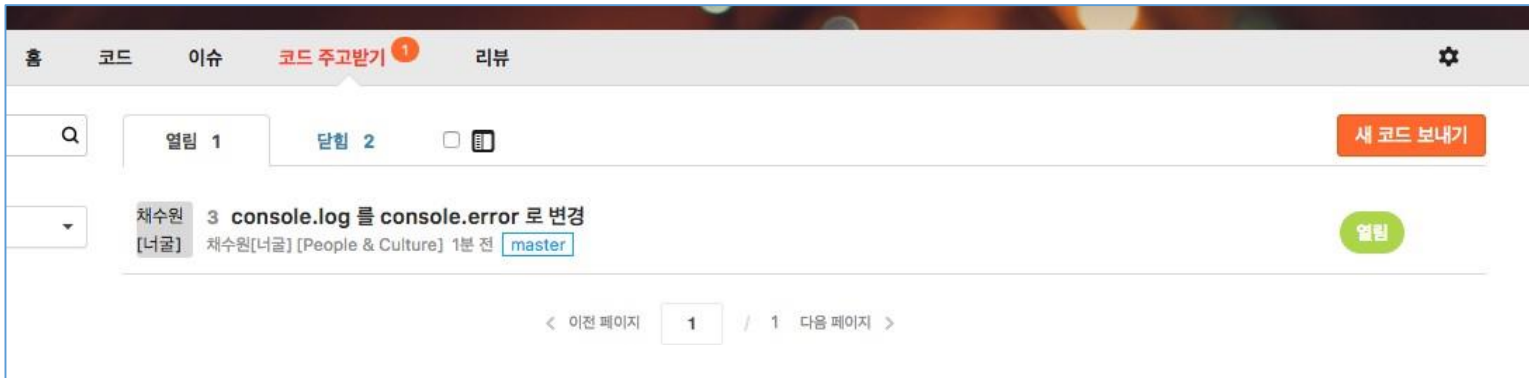 홈 코드 이슈 코드 주고받기 1 리뷰
열림 1 닫힘 2 새 코드 보내기
채수원 3 console.log 를 console.error 로 변경 열림
[너굴] 채수원[너굴] [People & Culture] 1분 전 master
< 이전 페이지 1 / 1 다음 페이지 >